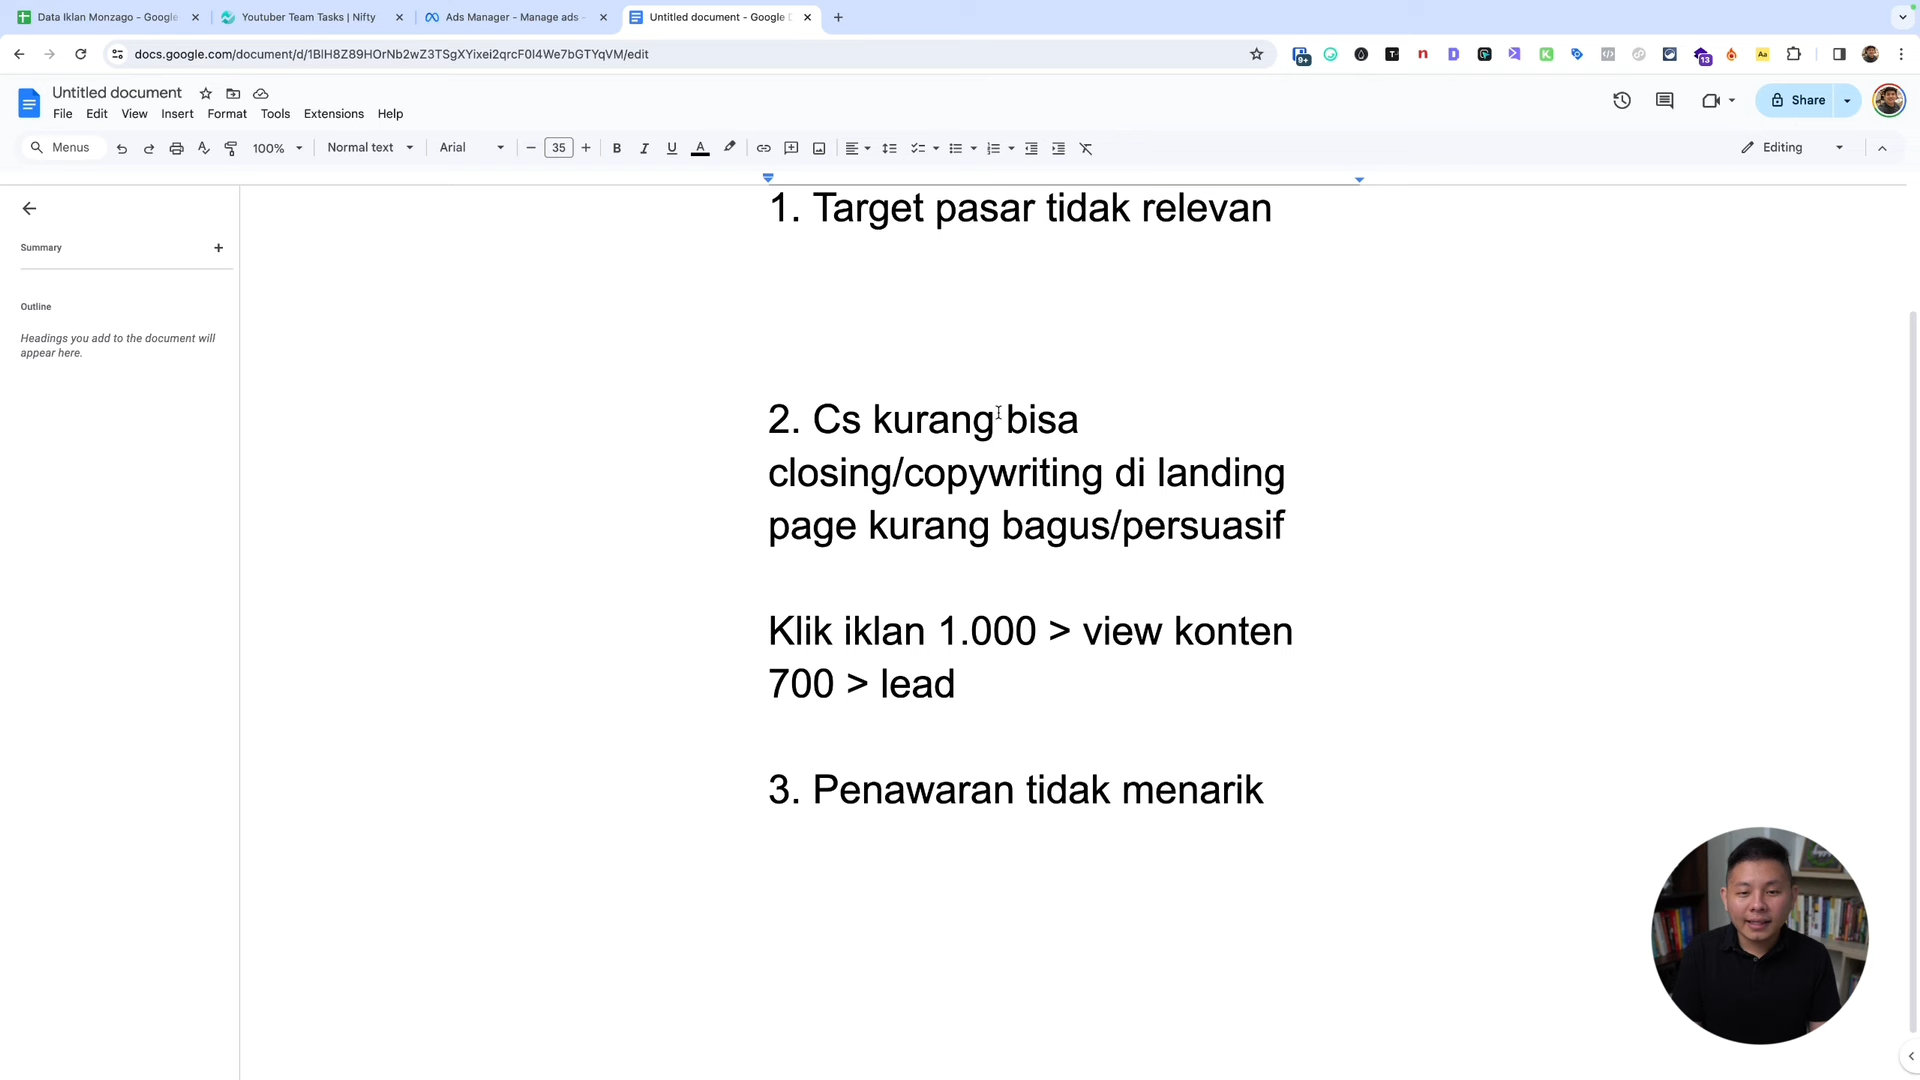 Data Iklan Monzago - Google
Youtuber Team Tasks | Nifty
Ads Manager - Manage ads -
Untitled document - Google D
docs.google.com/document/d/1BlH8Z89HOrNb2wZ3TSgXYixei2qrcF0I4We7bGTYqVM/edit
9+
13
Aa
Untitled document
File Edit View Insert Format Tools Extensions Help
Share
Menus
100%
Normal text
Arial
35
Editing
Summary
Outline
Headings you add to the document will
appear here.
1. Target pasar tidak relevan
2. Cs kurang bisa
closing/copywriting di landing
page kurang bagus/persuasif
Klik iklan 1.000 > view konten
700 > lead
3. Penawaran tidak menarik